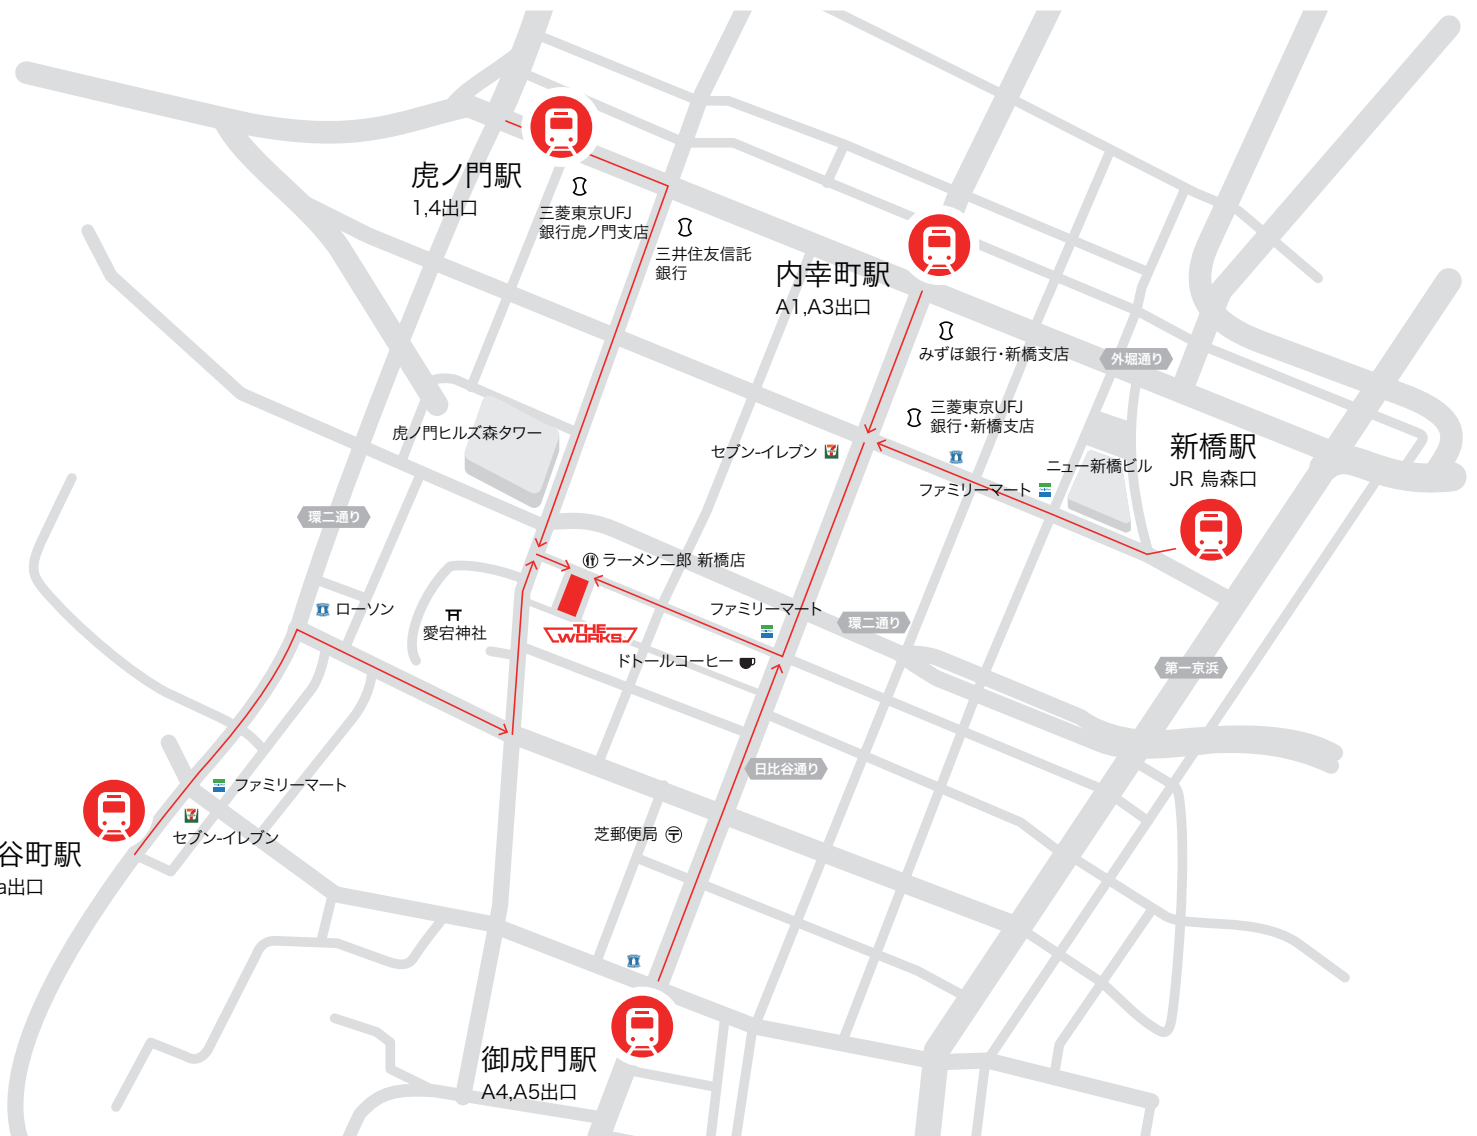 虎ノ門駅
1,4出口
三菱東京UFJ
銀行虎ノ門支店
三井住友信託
銀行
内幸町駅
A1,A3出口
みずほ銀行・新橋支店
外堀通り
三菱東京UFJ
銀行・新橋支店
虎ノ門ヒルズ森タワー
セブン-イレブン
7
ニュー新橋ビル
新橋駅
JR 烏森口
ファミリーマート
環二通り
ラーメン二郎 新橋店
ローソン
愛宕神社
THE
WORKS
ファミリーマート
環二通り
ドトールコーヒー
第一京浜
日比谷通り
ファミリーマート
7
セブン-イレブン
芝郵便局
谷町駅
a出口
御成門駅
A4,A5出口